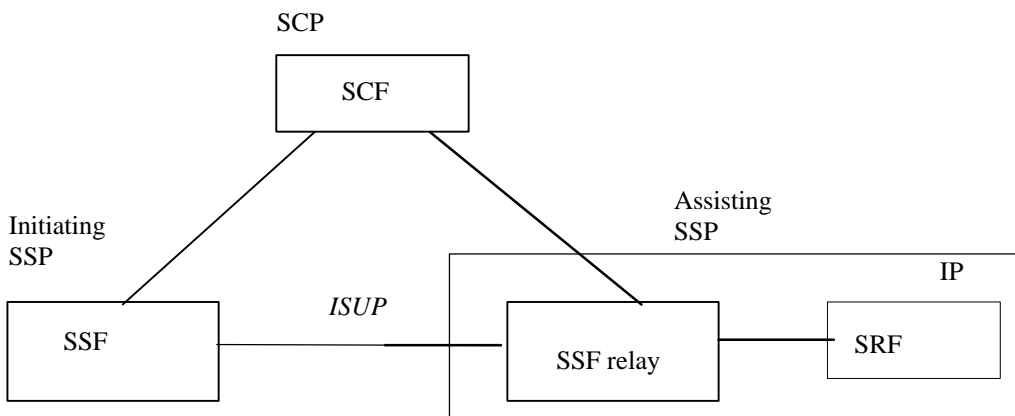 SCP
SCF
Initiating
SSP
Assisting
SSP
IP
ISUP
SSF
SSF relay
SRF